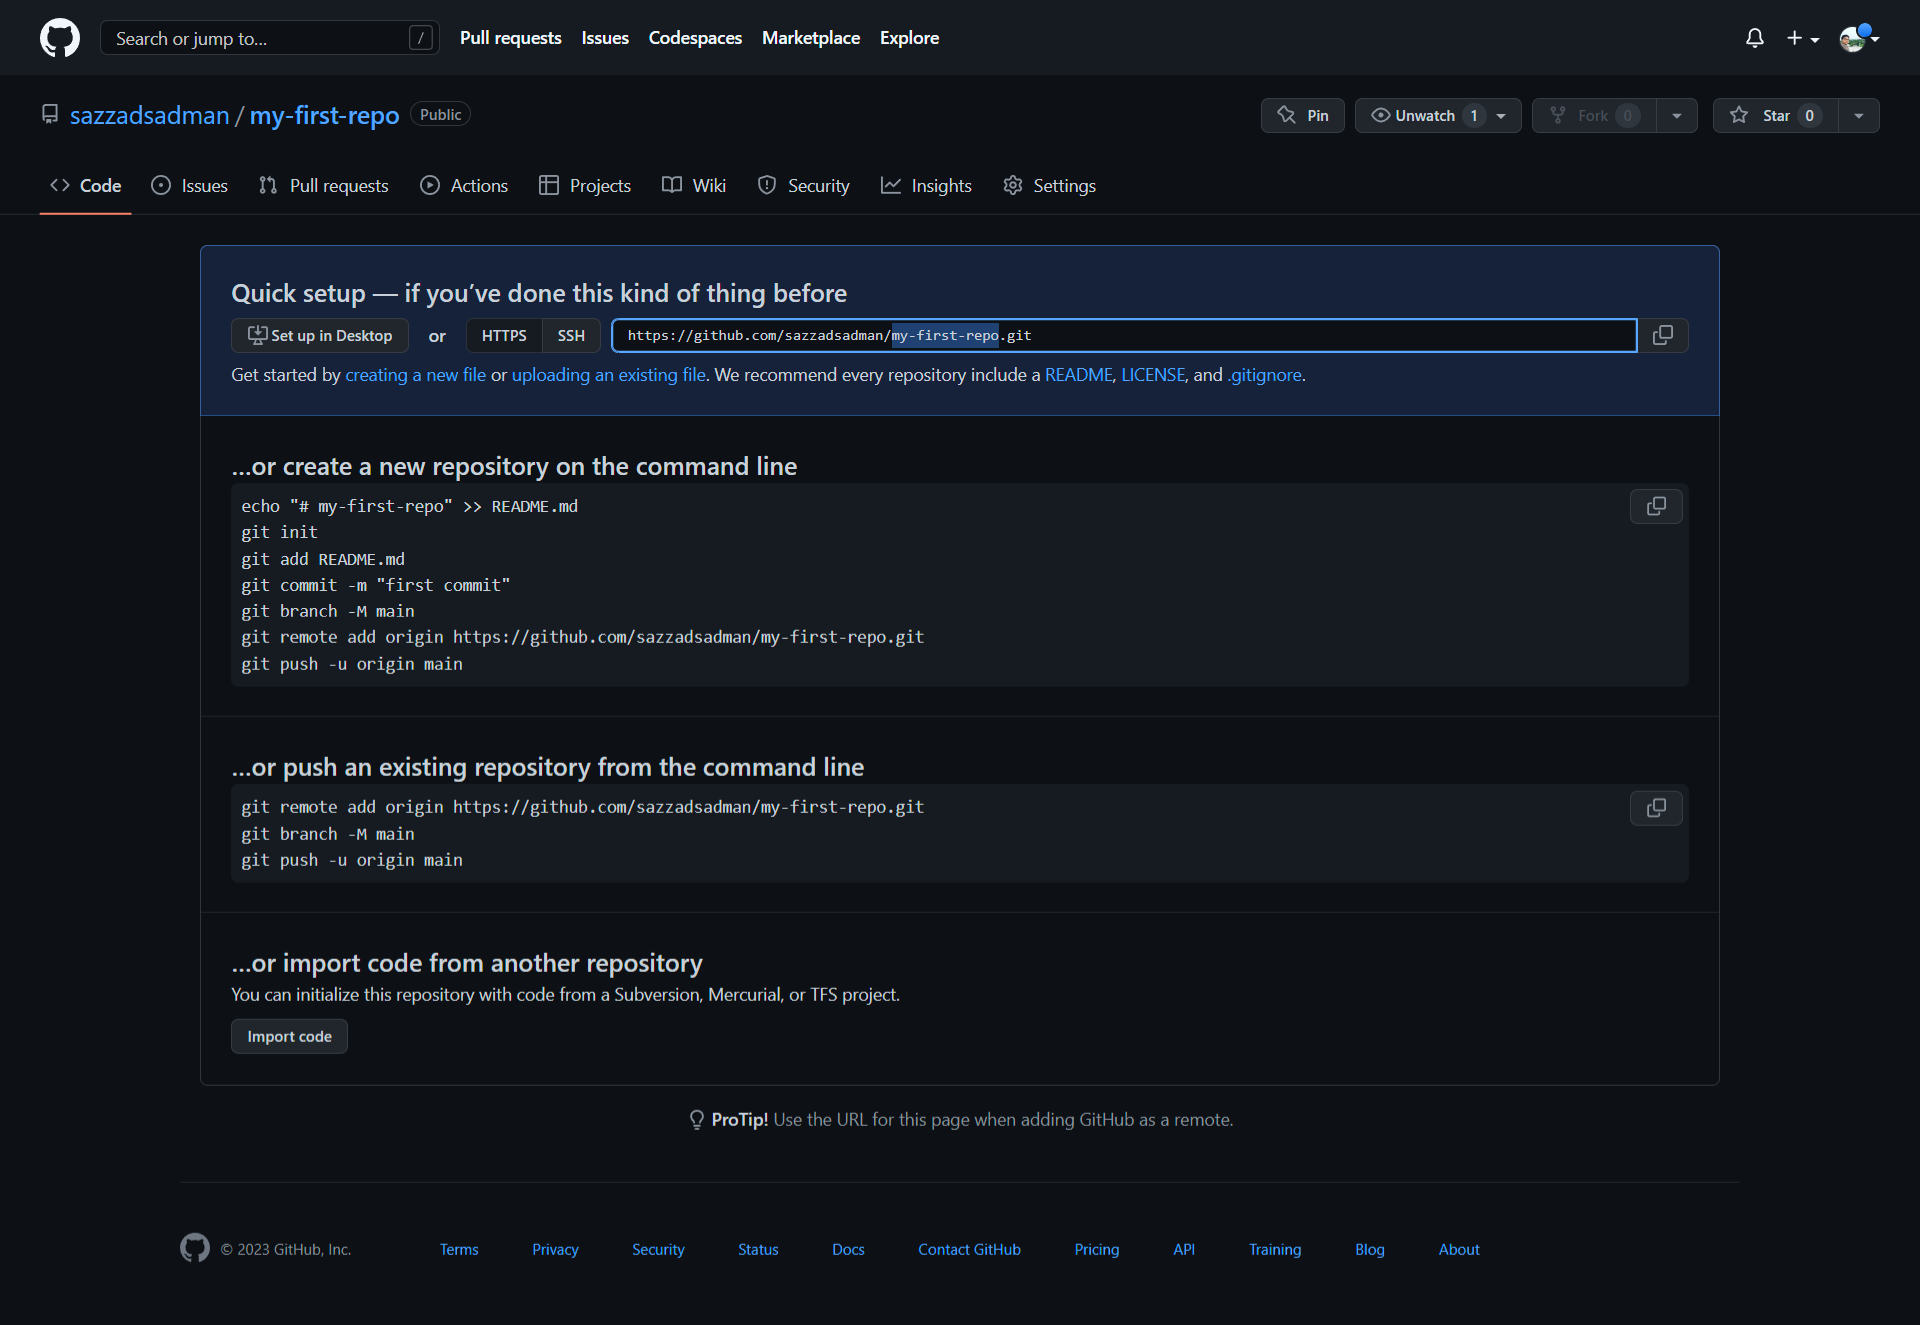 Search or jump to... /
Pull requests Issues Codespaces Marketplace Explore
sazzadsadman / my-first-repo Public
Pin Unwatch 1 Fork 0 Star 0
Code Issues Pull requests Actions Projects Wiki Security Insights Settings
Quick setup — if you’ve done this kind of thing before
Set up in Desktop or HTTPS SSH https://github.com/sazzadsadman/my-first-repo.git
Get started by creating a new file or uploading an existing file. We recommend every repository include a README, LICENSE, and .gitignore.
…or create a new repository on the command line
echo "# my-first-repo" >> README.md
git init
git add README.md
git commit -m "first commit"
git branch -M main
git remote add origin https://github.com/sazzadsadman/my-first-repo.git
git push -u origin main
…or push an existing repository from the command line
git remote add origin https://github.com/sazzadsadman/my-first-repo.git
git branch -M main
git push -u origin main
…or import code from another repository
You can initialize this repository with code from a Subversion, Mercurial, or TFS project.
Import code
ProTip! Use the URL for this page when adding GitHub as a remote.
© 2023 GitHub, Inc. Terms Privacy Security Status Docs Contact GitHub Pricing API Training Blog About